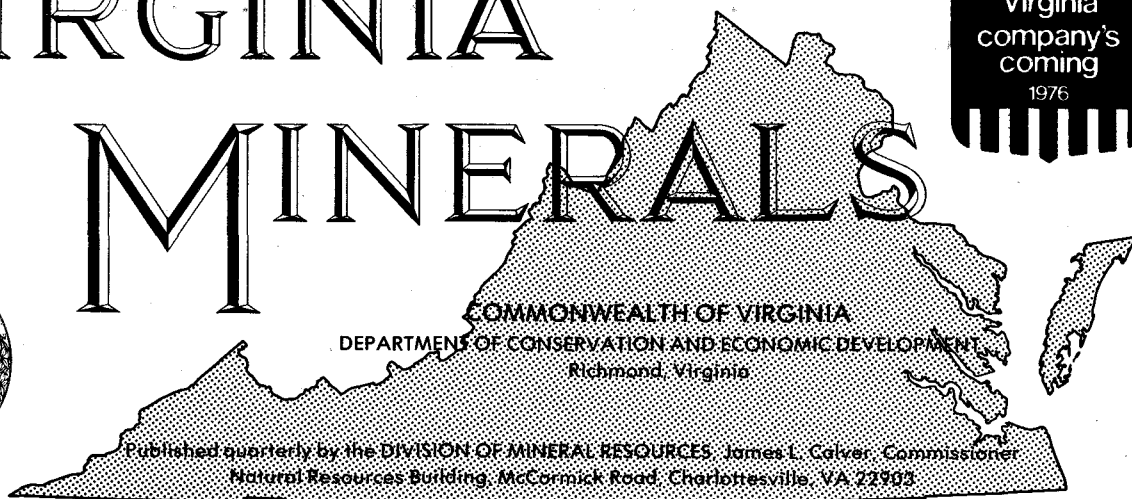 IRGINIA
MINERALS
Virginia
company's
coming
1976
COMMONWEALTH OF VIRGINIA
DEPARTMENT OF CONSERVATION AND ECONOMIC DEVELOPMENT
Richmond, Virginia
Published quarterly by the DIVISION OF MINERAL RESOURCES, James L. Calver, Commissioner
Natural Resources Building, McCormick Road, Charlottesville, VA 22903